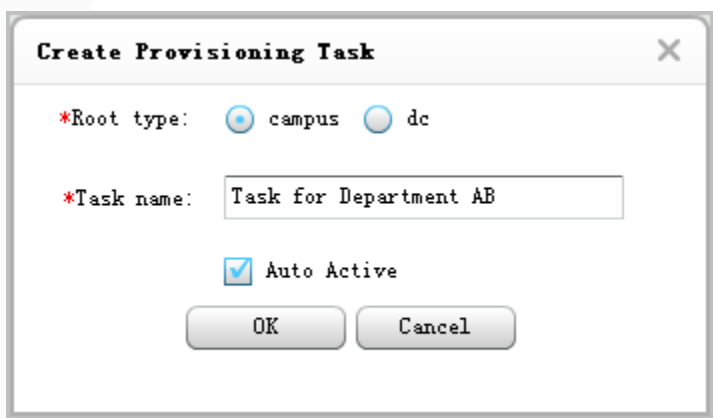 Create Provisioning Task
*Root type: campus dc
*Task name: Task for Department AB
Auto Active
OK Cancel